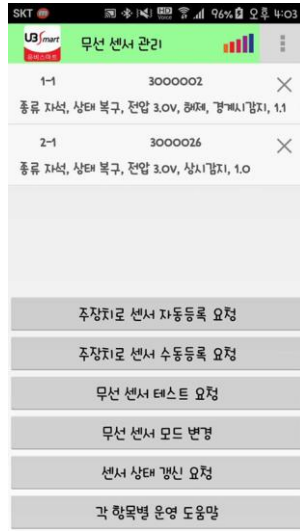 SKT 96% 오후 4:03
UBSmart 유비스마트 무선 센서 관리
1-1 3000002
종류 자석, 상태 복구, 전압 3.0V, 해제, 경계시감지, 1.1
2-1 3000026
종류 자석, 상태 복구, 전압 3.0V, 상시감지, 1.0
주장치로 센서 자동등록 요청
주장치로 센서 수동등록 요청
무선 센서 테스트 요청
무선 센서 모드 변경
센서 상태 갱신 요청
각 항목별 운영 도움말